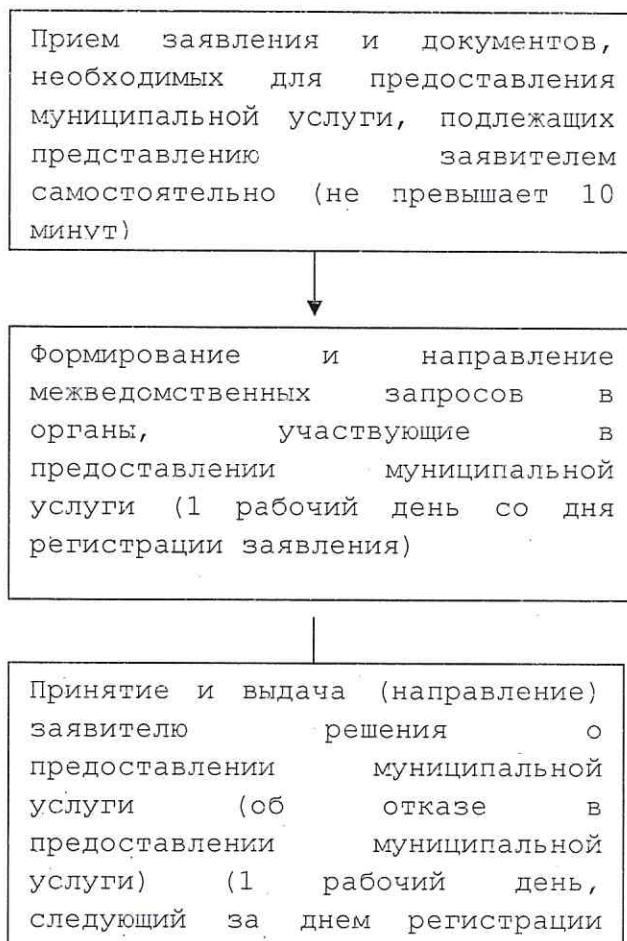 Прием заявления и документов,
необходимых для предоставления
муниципальной услуги, подлежащих
представлению заявителем
самостоятельно (не превышает 10
минут)
Формирование и направление
межведомственных запросов в
органы, участвующие в
предоставлении муниципальной
услуги (1 рабочий день со дня
регистрации заявления)
Принятие и выдача (направление)
заявителю решения о
предоставлении муниципальной
услуги (об отказе в
предоставлении муниципальной
услуги) (1 рабочий день,
следующий за днем регистрации